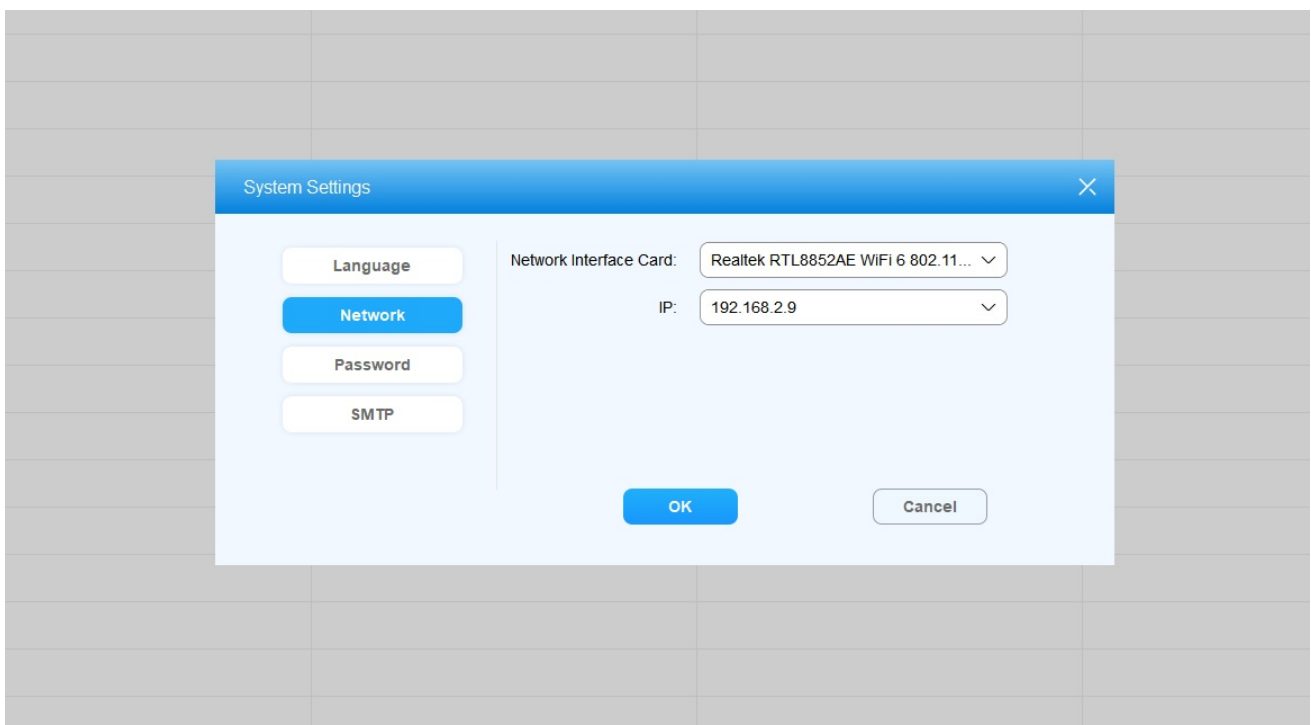 System Settings
Language
Network
Password
SMTP
Network Interface Card: Realtek RTL8852AE WiFi 6 802.11...
IP: 192.168.2.9
OK Cancel